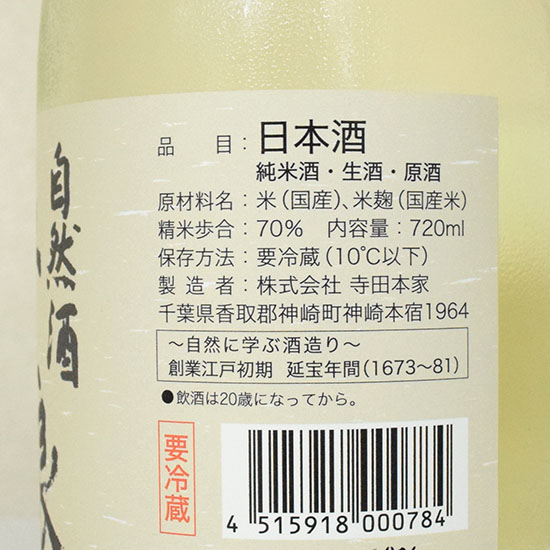 品目：日本酒
純米酒・生酒・原酒
原材料名：米（国産）、米麹（国産米）
精米歩合：70％ 内容量：720ml
保存方法：要冷蔵（10℃以下）
製造者：株式会社 寺田本家
千葉県香取郡神崎町神崎本宿1964
～自然に学ぶ酒造り～
創業江戸初期 延宝年間（1673～81）
●飲酒は20歳になってから。
要冷蔵
4 515918 000784
自然酒